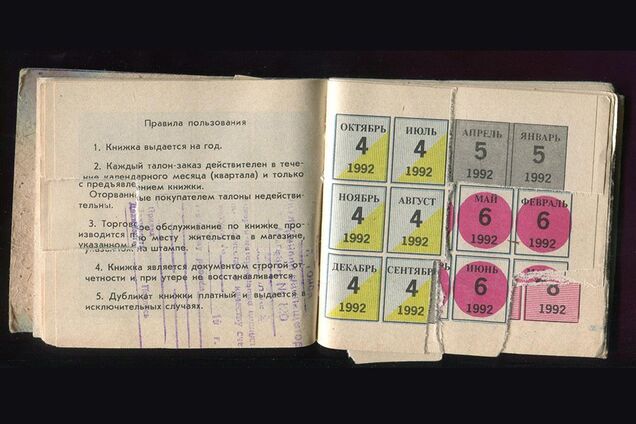 Правила пользования
1. Книжка выдается на год.
2. Каждый талон-заказ действителен в тече-
ние календарного месяца (квартала) и только
с предъявле нием книжки.
Оторванные покупателем талоны недействи-
тельны.
3. Торговое обслуживание по книжке про-
изводится по месту жительства в магазине,
указанном на штампе.
4. Книжка является документом строгой от-
четности и при утере не восстанавливается.
5. Дубликат книжки платный и выдается в
исключительных случаях.
ОКТЯБРЬ
4
1992
ИЮЛЬ
4
1992
АПРЕЛЬ
5
1992
ЯНВАРЬ
5
1992
НОЯБРЬ
4
1992
АВГУСТ
4
1992
МАЙ
6
1992
ФЕВРАЛЬ
6
1992
ДЕКАБРЬ
4
1992
СЕНТЯБРЬ
4
1992
ИЮНЬ
6
1992
8
1992